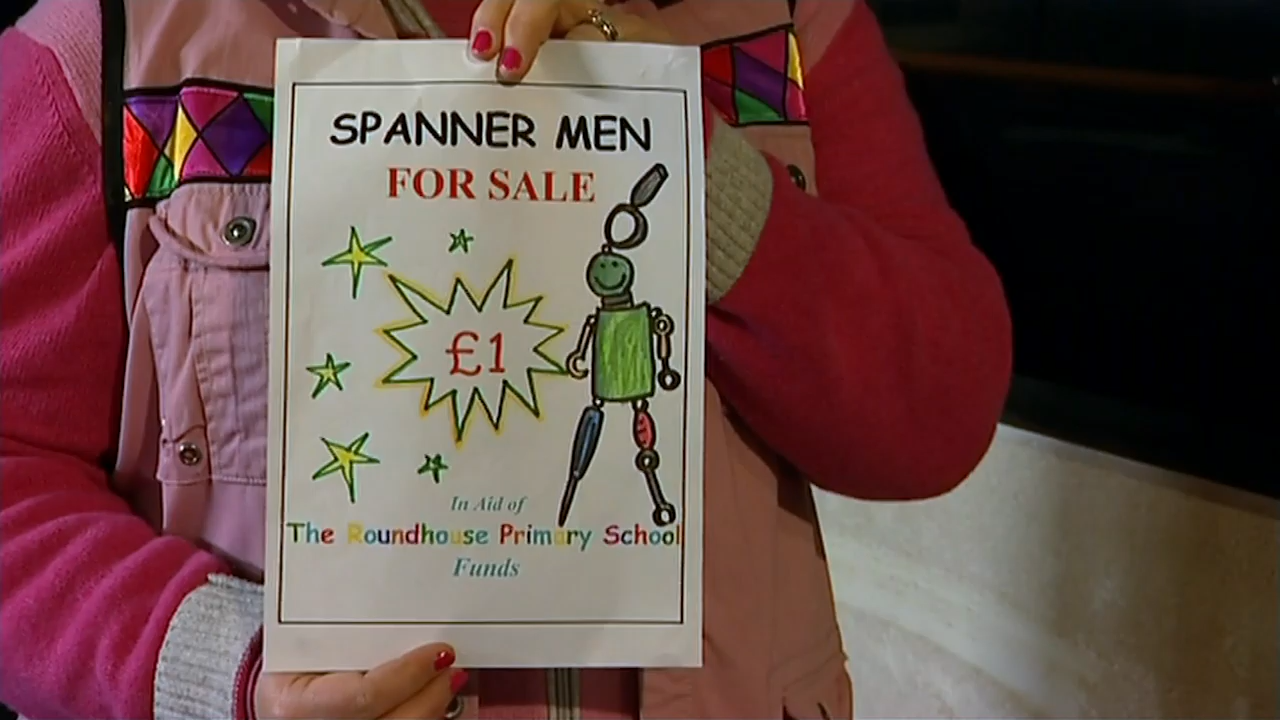 SPANNER MEN
FOR SALE
£1
In Aid of
The Roundhouse Primary School
Funds